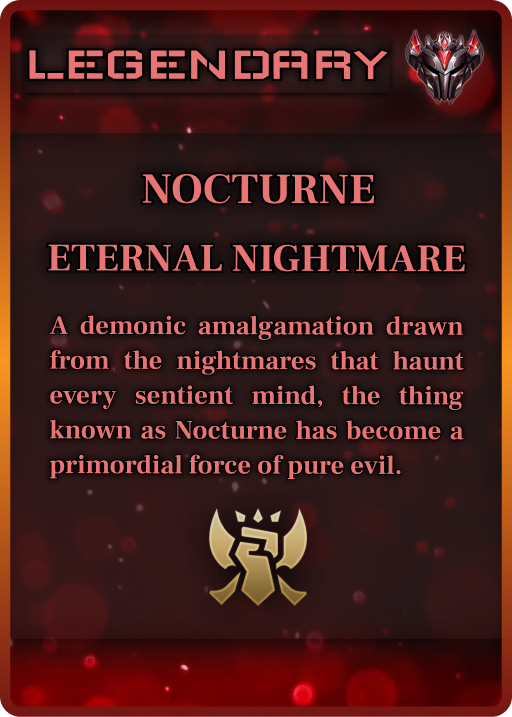 LEGENDARY
NOCTURNE
ETERNAL NIGHTMARE
A demonic amalgamation drawn
from the nightmares that haunt
every sentient mind, the thing
known as Nocturne has become a
primordial force of pure evil.